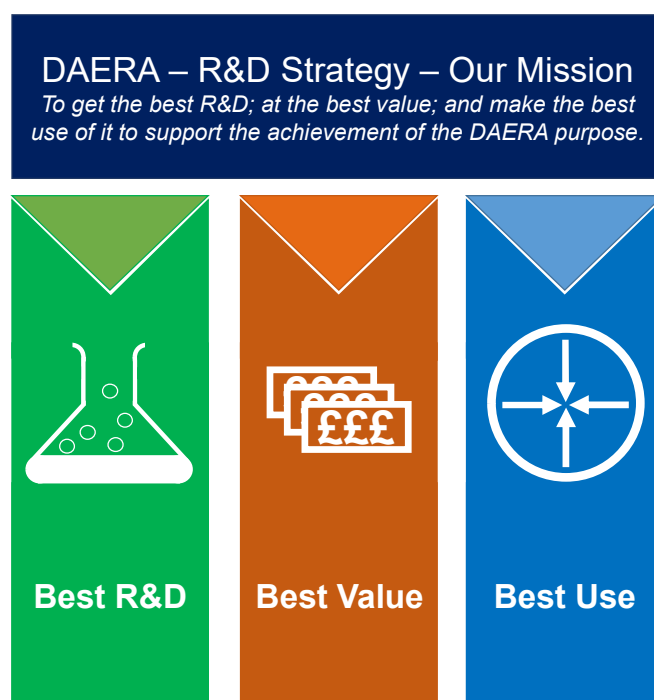 DAERA – R&D Strategy – Our Mission
To get the best R&D; at the best value; and make the best
use of it to support the achievement of the DAERA purpose.
£££
£££
£££
Best R&D
Best Value
Best Use